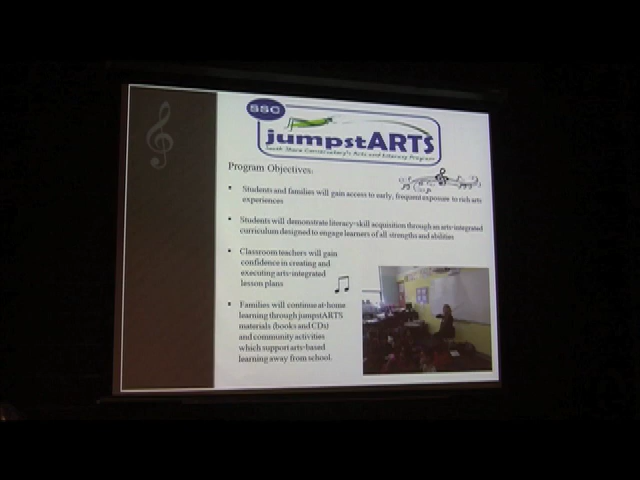 SSC
jumpstARTS
South Shore Conservatory's Arts and Literacy Program
Program Objectives:
Students and families will gain access to early, frequent exposure to rich arts
experiences
Students will demonstrate literacy-skill acquisition through an arts-integrated
curriculum designed to engage learners of all strengths and abilities
Classroom teachers will gain
confidence in creating and
executing arts-integrated
lesson plans
Families will continue at-home
learning through jumpstARTS
materials (books and CDs)
and community activities
which support arts-based
learning away from school.